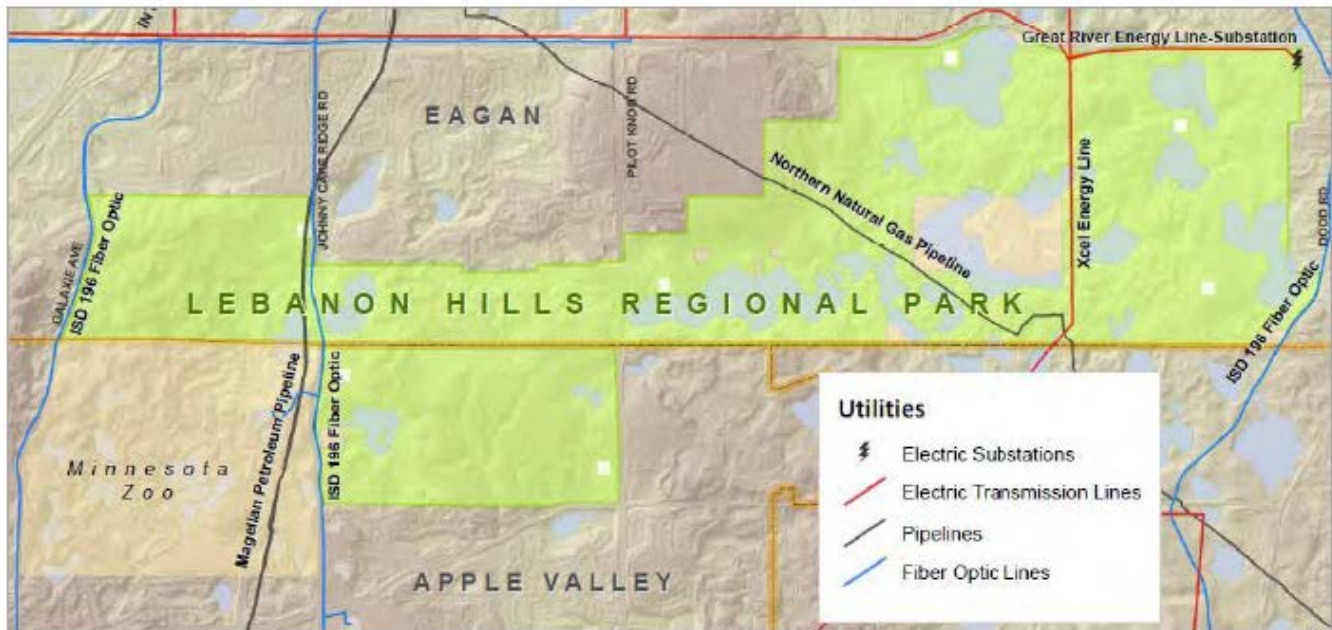 Great River Energy Line-Substation
EAGAN
JOHNNY CAKE RIDGE RD
PILOT KNOB RD
Northern Natural Gas Pipeline
Xcel Energy Line
DODD RD
GALAXIE AVE
ISD 196 Fiber Optic
LEBANON HILLS REGIONAL PARK
ISD 196 Fiber Optic
Magellan Petroleum Pipeline
ISD 196 Fiber Optic
Minnesota
Zoo
APPLE VALLEY
Utilities
Electric Substations
Electric Transmission Lines
Pipelines
Fiber Optic Lines